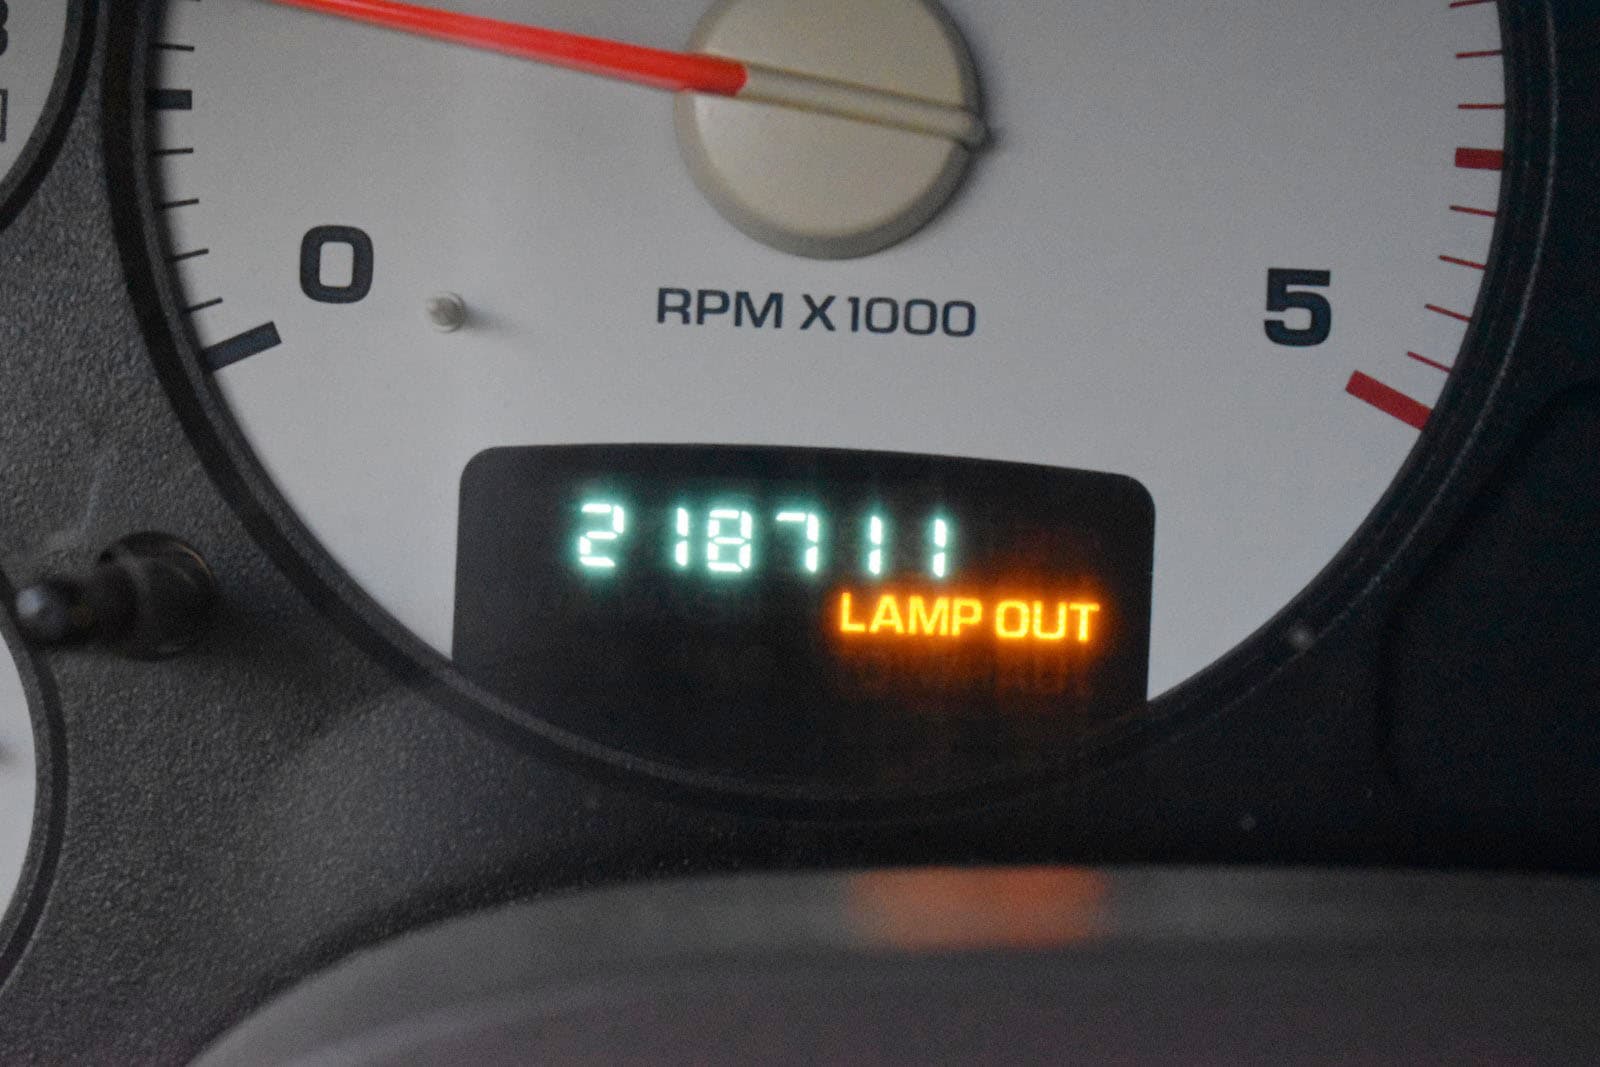 0
5
RPM X1000
218711
LAMP OUT